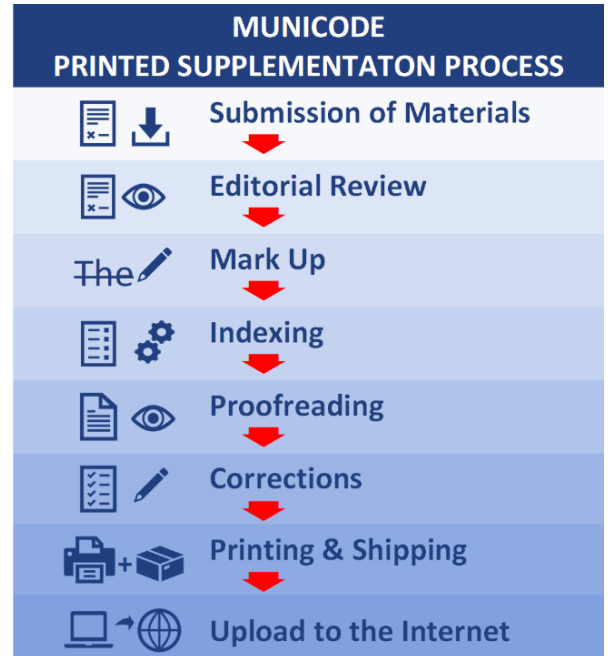 MUNICODE
PRINTED SUPPLEMENTATON PROCESS
Submission of Materials
Editorial Review
The
Mark Up
Indexing
Proofreading
Corrections
Printing & Shipping
+
Upload to the Internet